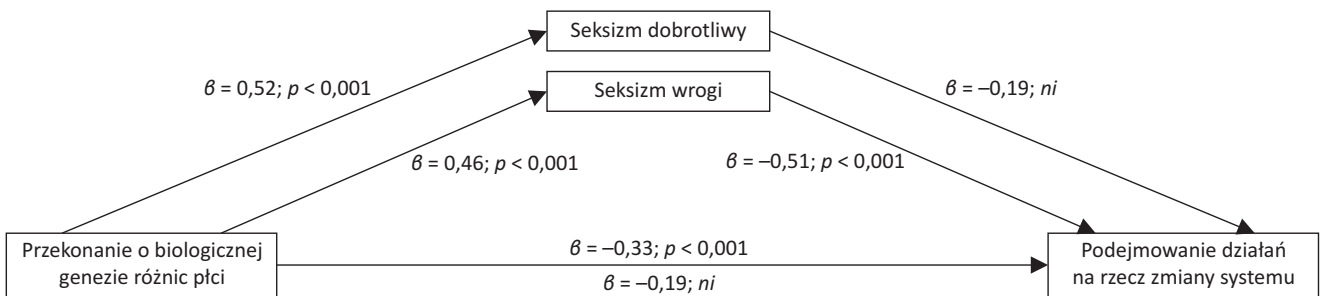 Seksizm dobrotliwy
β = 0,52; p < 0,001
Seksizm wrogi
β = –0,19; ni
β = 0,46; p < 0,001
β = –0,51; p < 0,001
Przekonanie o biologicznej
genezie różnic płci
β = –0,33; p < 0,001
β = –0,19; ni
Podejmowanie działań
na rzecz zmiany systemu